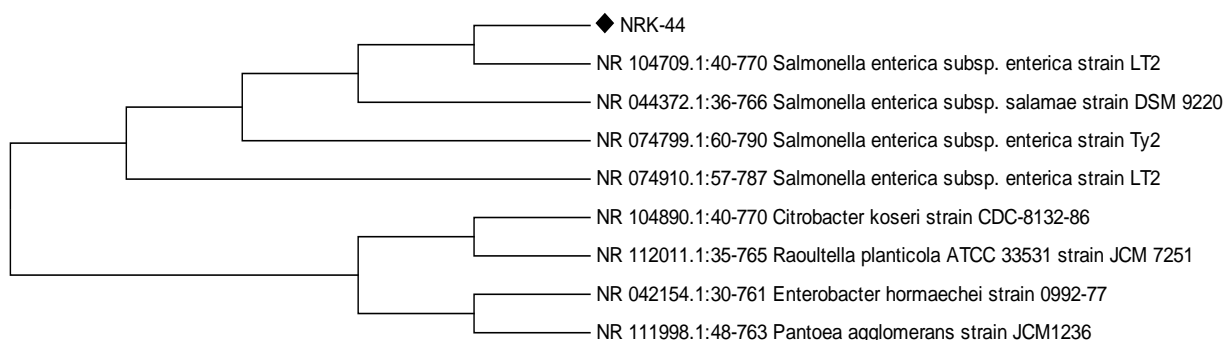 NRK-44
NR 104709.1:40-770 Salmonella enterica subsp. enterica strain LT2
NR 044372.1:36-766 Salmonella enterica subsp. salamae strain DSM 9220
NR 074799.1:60-790 Salmonella enterica subsp. enterica strain Ty2
NR 074910.1:57-787 Salmonella enterica subsp. enterica strain LT2
NR 104890.1:40-770 Citrobacter koseri strain CDC-8132-86
NR 112011.1:35-765 Raoultella planticola ATCC 33531 strain JCM 7251
NR 042154.1:30-761 Enterobacter hormaechei strain 0992-77
NR 111998.1:48-763 Pantoea agglomerans strain JCM1236